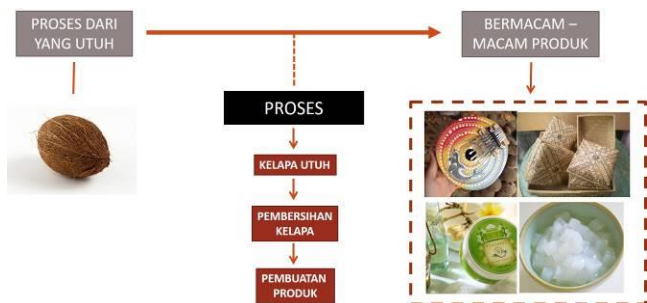 PROSES DARI
YANG UTUH
BERMACAM –
MACAM PRODUK
PROSES
KELAPA UTUH
PEMBERSIHAN
KELAPA
PEMBUATAN
PRODUK